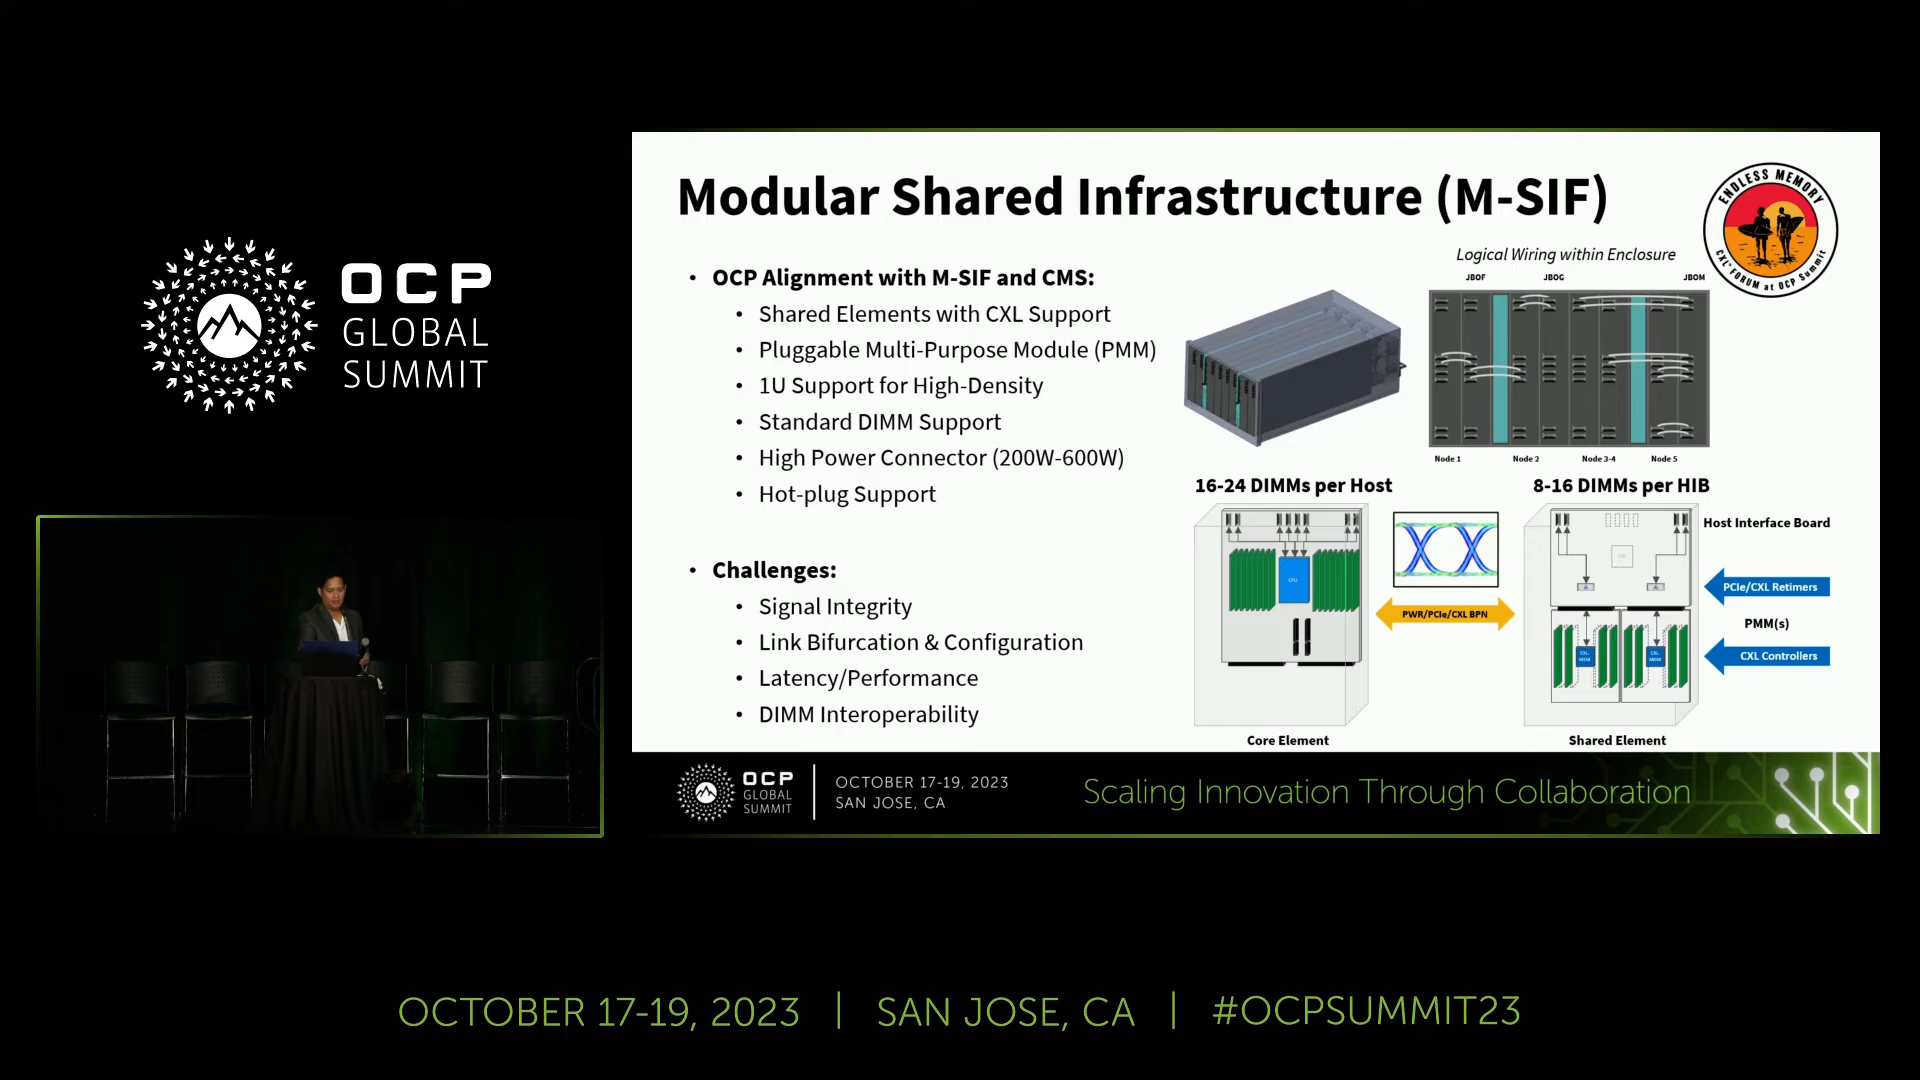 OCP
GLOBAL
SUMMIT
Modular Shared Infrastructure (M-SIF)
ENDLESS MEMORY
CXL™ FORUM at OCP Summit
• OCP Alignment with M-SIF and CMS:
• Shared Elements with CXL Support
• Pluggable Multi-Purpose Module (PMM)
• 1U Support for High-Density
• Standard DIMM Support
• High Power Connector (200W-600W)
• Hot-plug Support
• Challenges:
• Signal Integrity
• Link Bifurcation & Configuration
• Latency/Performance
• DIMM Interoperability
Logical Wiring within Enclosure
JBOF JBOG JBOM
Node 1 Node 2 Node 3-4 Node 5
16-24 DIMMs per Host
8-16 DIMMs per HIB
CPU
PWR/PCIe/CXL BPN
Host Interface Board
PCIe/CXL Retimers
PMM(s)
CXL Controllers
CXL MEM
CXL MEM
Core Element
Shared Element
OCP
GLOBAL
SUMMIT
OCTOBER 17-19, 2023
SAN JOSE, CA
Scaling Innovation Through Collaboration
OCTOBER 17-19, 2023 | SAN JOSE, CA | #OCPSUMMIT23